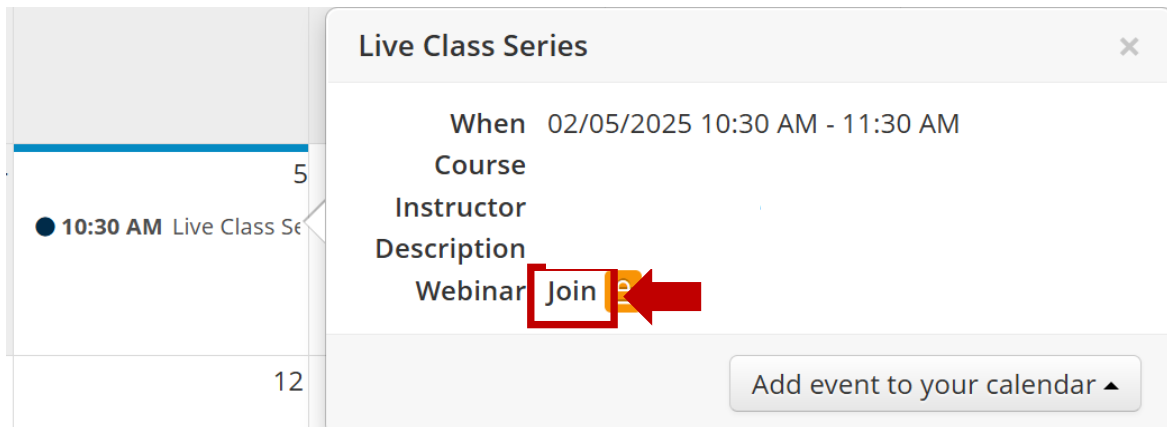 Live Class Series ×
When 02/05/2025 10:30 AM - 11:30 AM
Course
Instructor
Description
Webinar Join
Add event to your calendar
5
10:30 AM Live Class Se
12